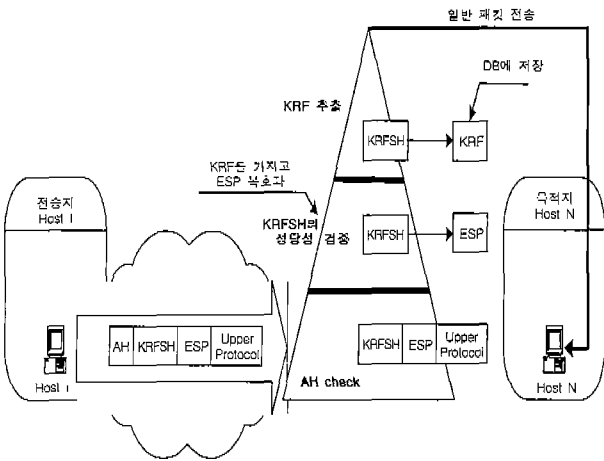 일반 패킷 전송
DB에 저장
KRF 추출
KRFSH
KRF
KRF를 가지고
ESP 복호화
전송지
Host I
목적지
Host N
KRFSH의
정당성 검증
KRFSH
ESP
AH
KRFSH
ESP
Upper
Protocol
KRFSH
ESP
Upper
Protocol
AH check
Host I
Host N